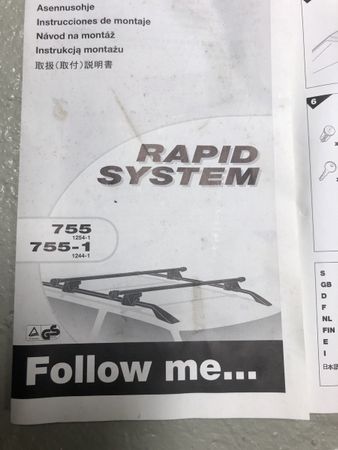 Asennusohje
Instrucciones de montaje
Návod na montáž
Instrukcją montażu
取扱(取付)説明書
RAPID
SYSTEM
755
1254-1
755-1
1244-1
GS
Follow me...
6
S
GB
D
F
NL
FIN
E
I
日本語